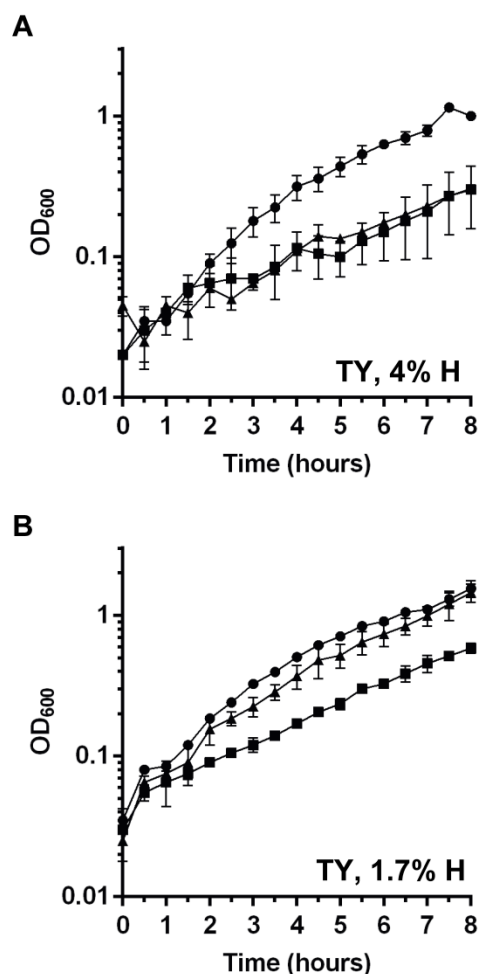 A
1
0.1
0.01
OD600
TY, 4% H
0 1 2 3 4 5 6 7 8
Time (hours)
B
1
0.1
0.01
OD600
TY, 1.7% H
0 1 2 3 4 5 6 7 8
Time (hours)